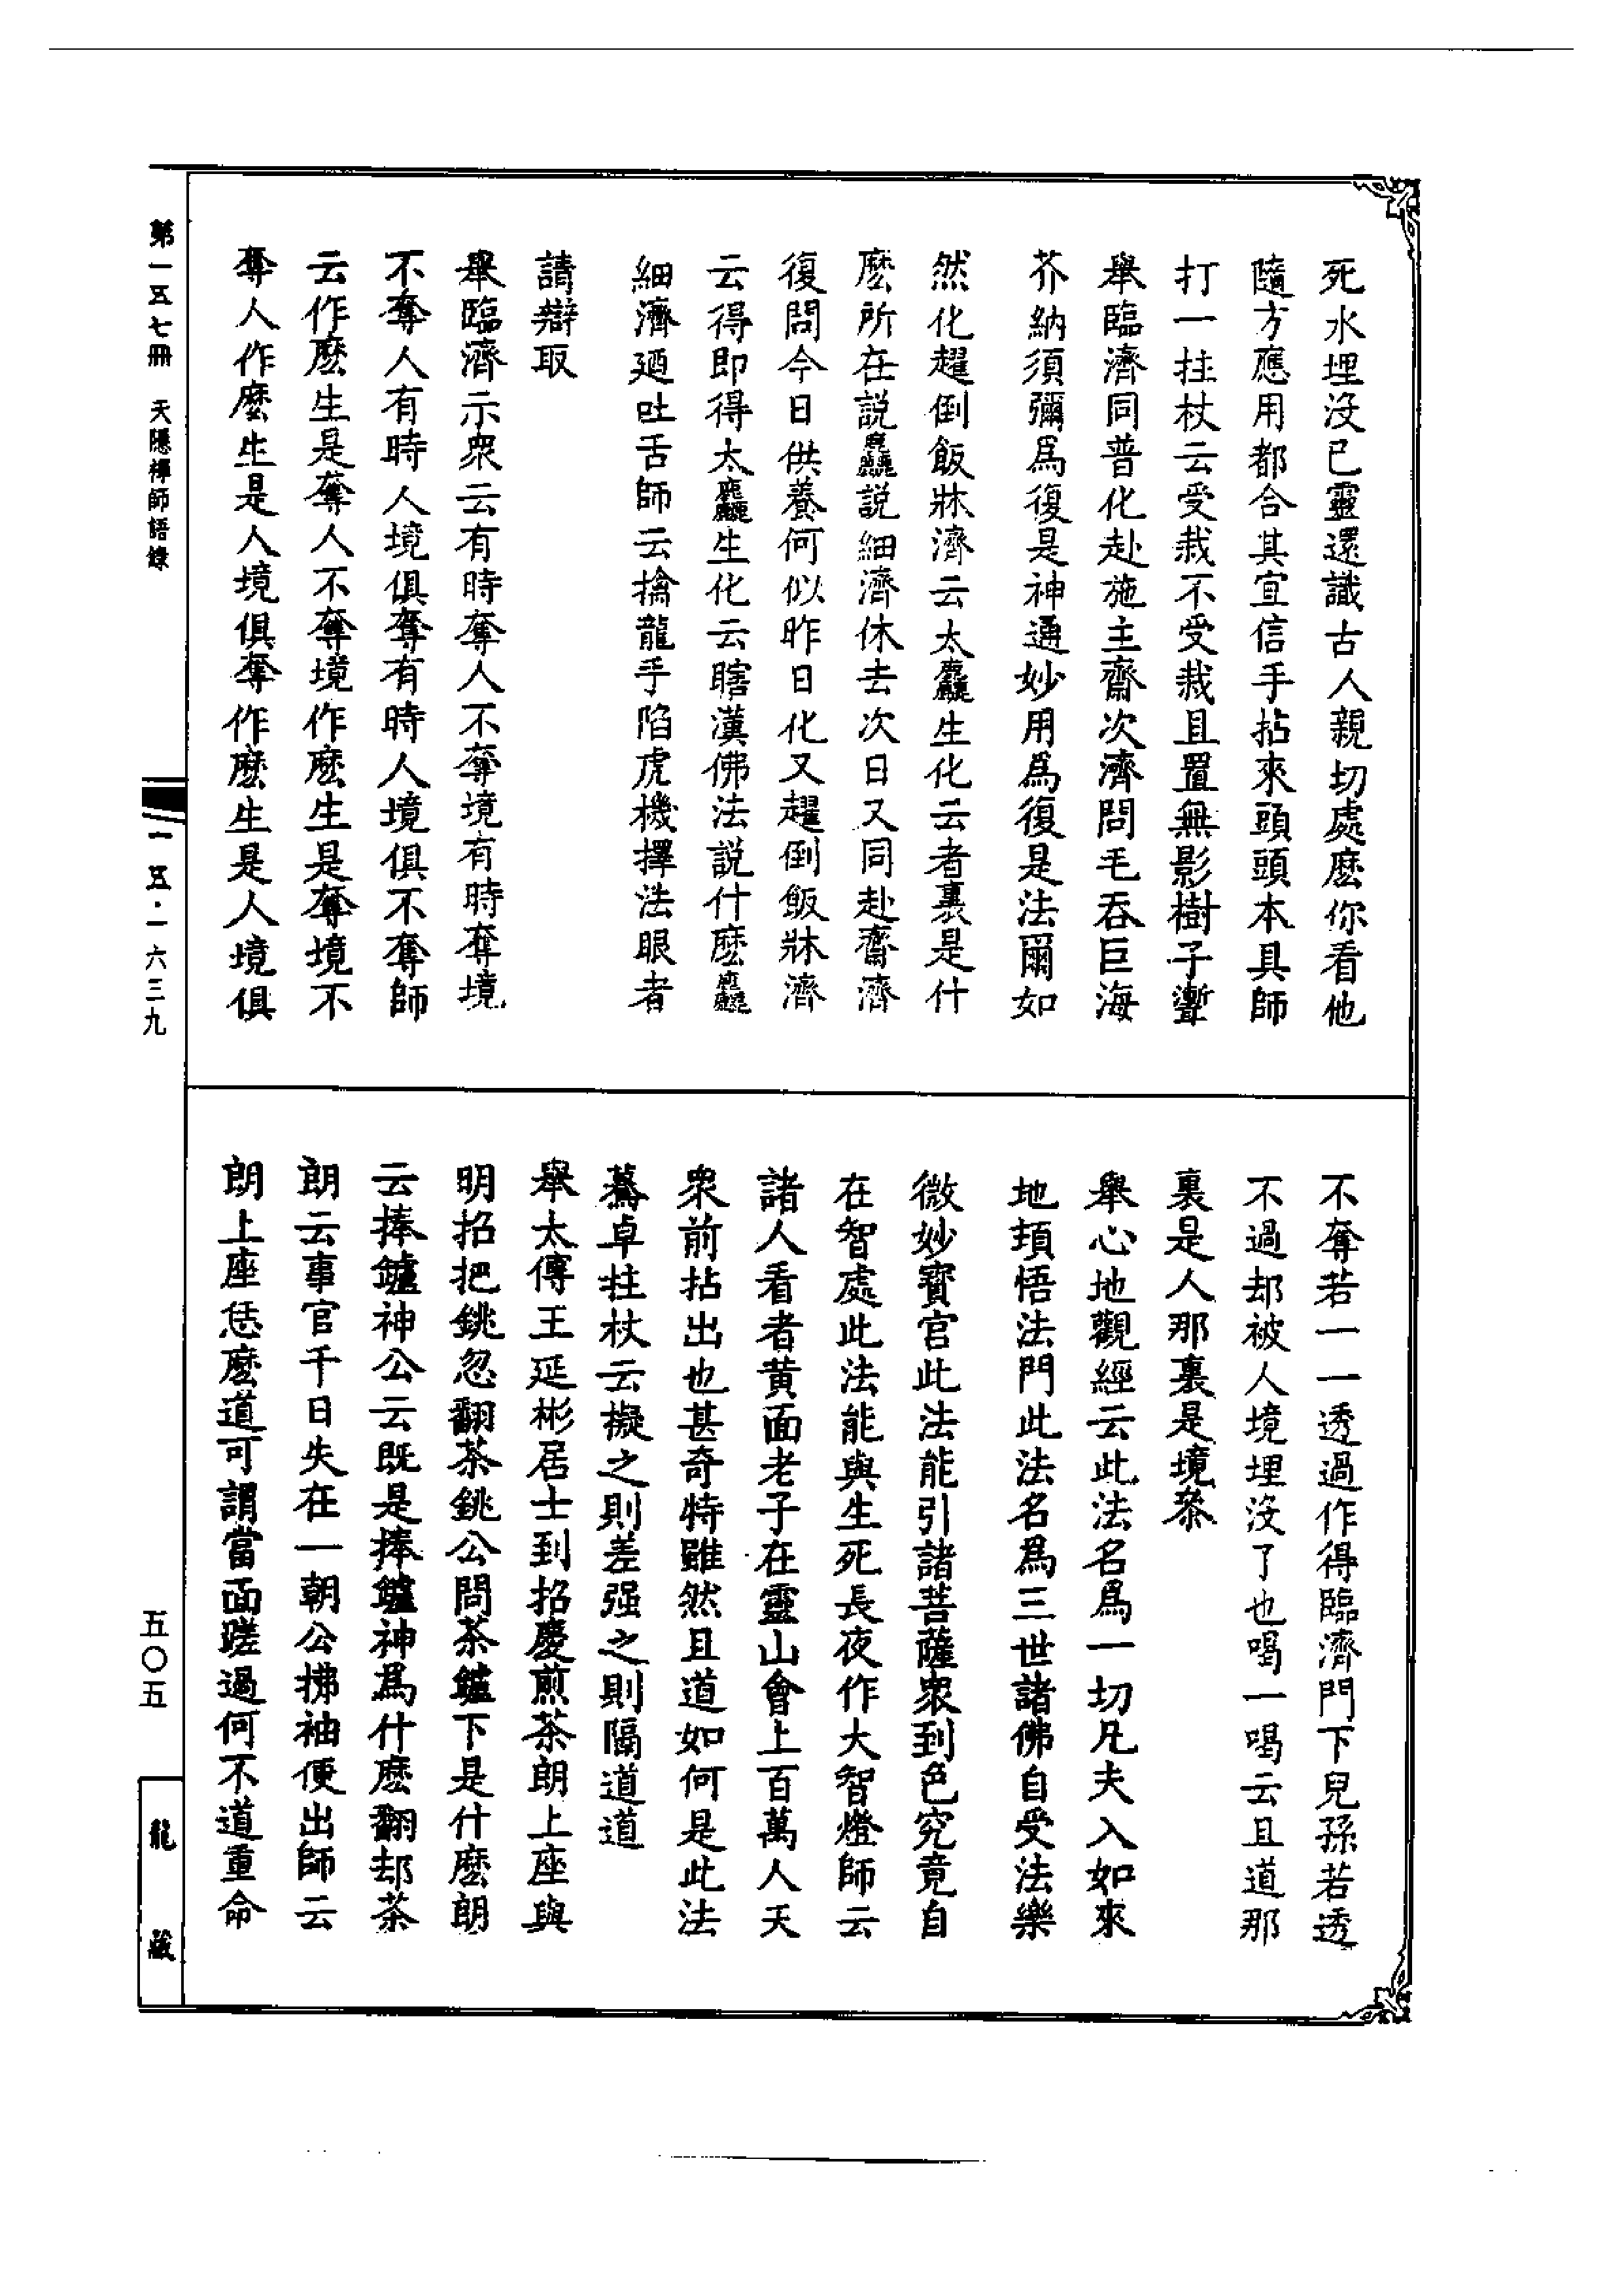 死水埋没已靈還識古人親切處麽你看他
隨方應用都合其宜信手拈來頭頭本具師
打一拄杖云受栽不受栽且置無影樹子聻
舉臨濟同普化赴施主齋次濟問毛吞巨海
芥納須彌爲復是神通妙用爲復是法爾如
然化趯倒飯牀濟云太麤生化云者裏是什
麽所在説麤説細濟休去次日又同赴齋濟
復問今日供養何似昨日化又趯倒飯牀濟
云得即得太麤生化云瞎漢佛法説什麽麤
細濟廼吐舌師云擒龍手陷虎機擇法眼者
請辯取
舉臨濟示衆云有時奪人不奪境有時奪境
不奪人有時人境俱奪有時人境俱不奪師
云作麽生是奪人不奪境作麽生是奪境不
奪人作麽生是人境俱奪作麽生是人境俱
不奪若一一透過作得臨濟門下兒孫若透
不過却被人境埋没了也喝一喝云且道那
裏是人那裏是境叅
舉心地觀經云此法名爲一切凡夫入如來
地頓悟法門此法名爲三世諸佛自受法樂
微妙寳宫此法能引諸菩薩衆到色究竟自
在智處此法能與生死長夜作大智燈師云
諸人看者黄面老子在靈山會上百萬人天
衆前拈出也甚奇特雖然且道如何是此法
驀卓拄杖云擬之則差强之則隔道道
舉太傅王延彬居士到招慶煎茶朗上座與
明招把銚忽翻茶銚公問茶鑪下是什麽朗
云捧鑪神公云既是捧鑪神爲什麽翻却茶
朗云事官千日失在一朝公拂袖便出師云
朗上座恁麽道可謂當面蹉過何不道重命
第一五七冊　天隱禪師語錄
一五·一六三九
五〇五
龍藏